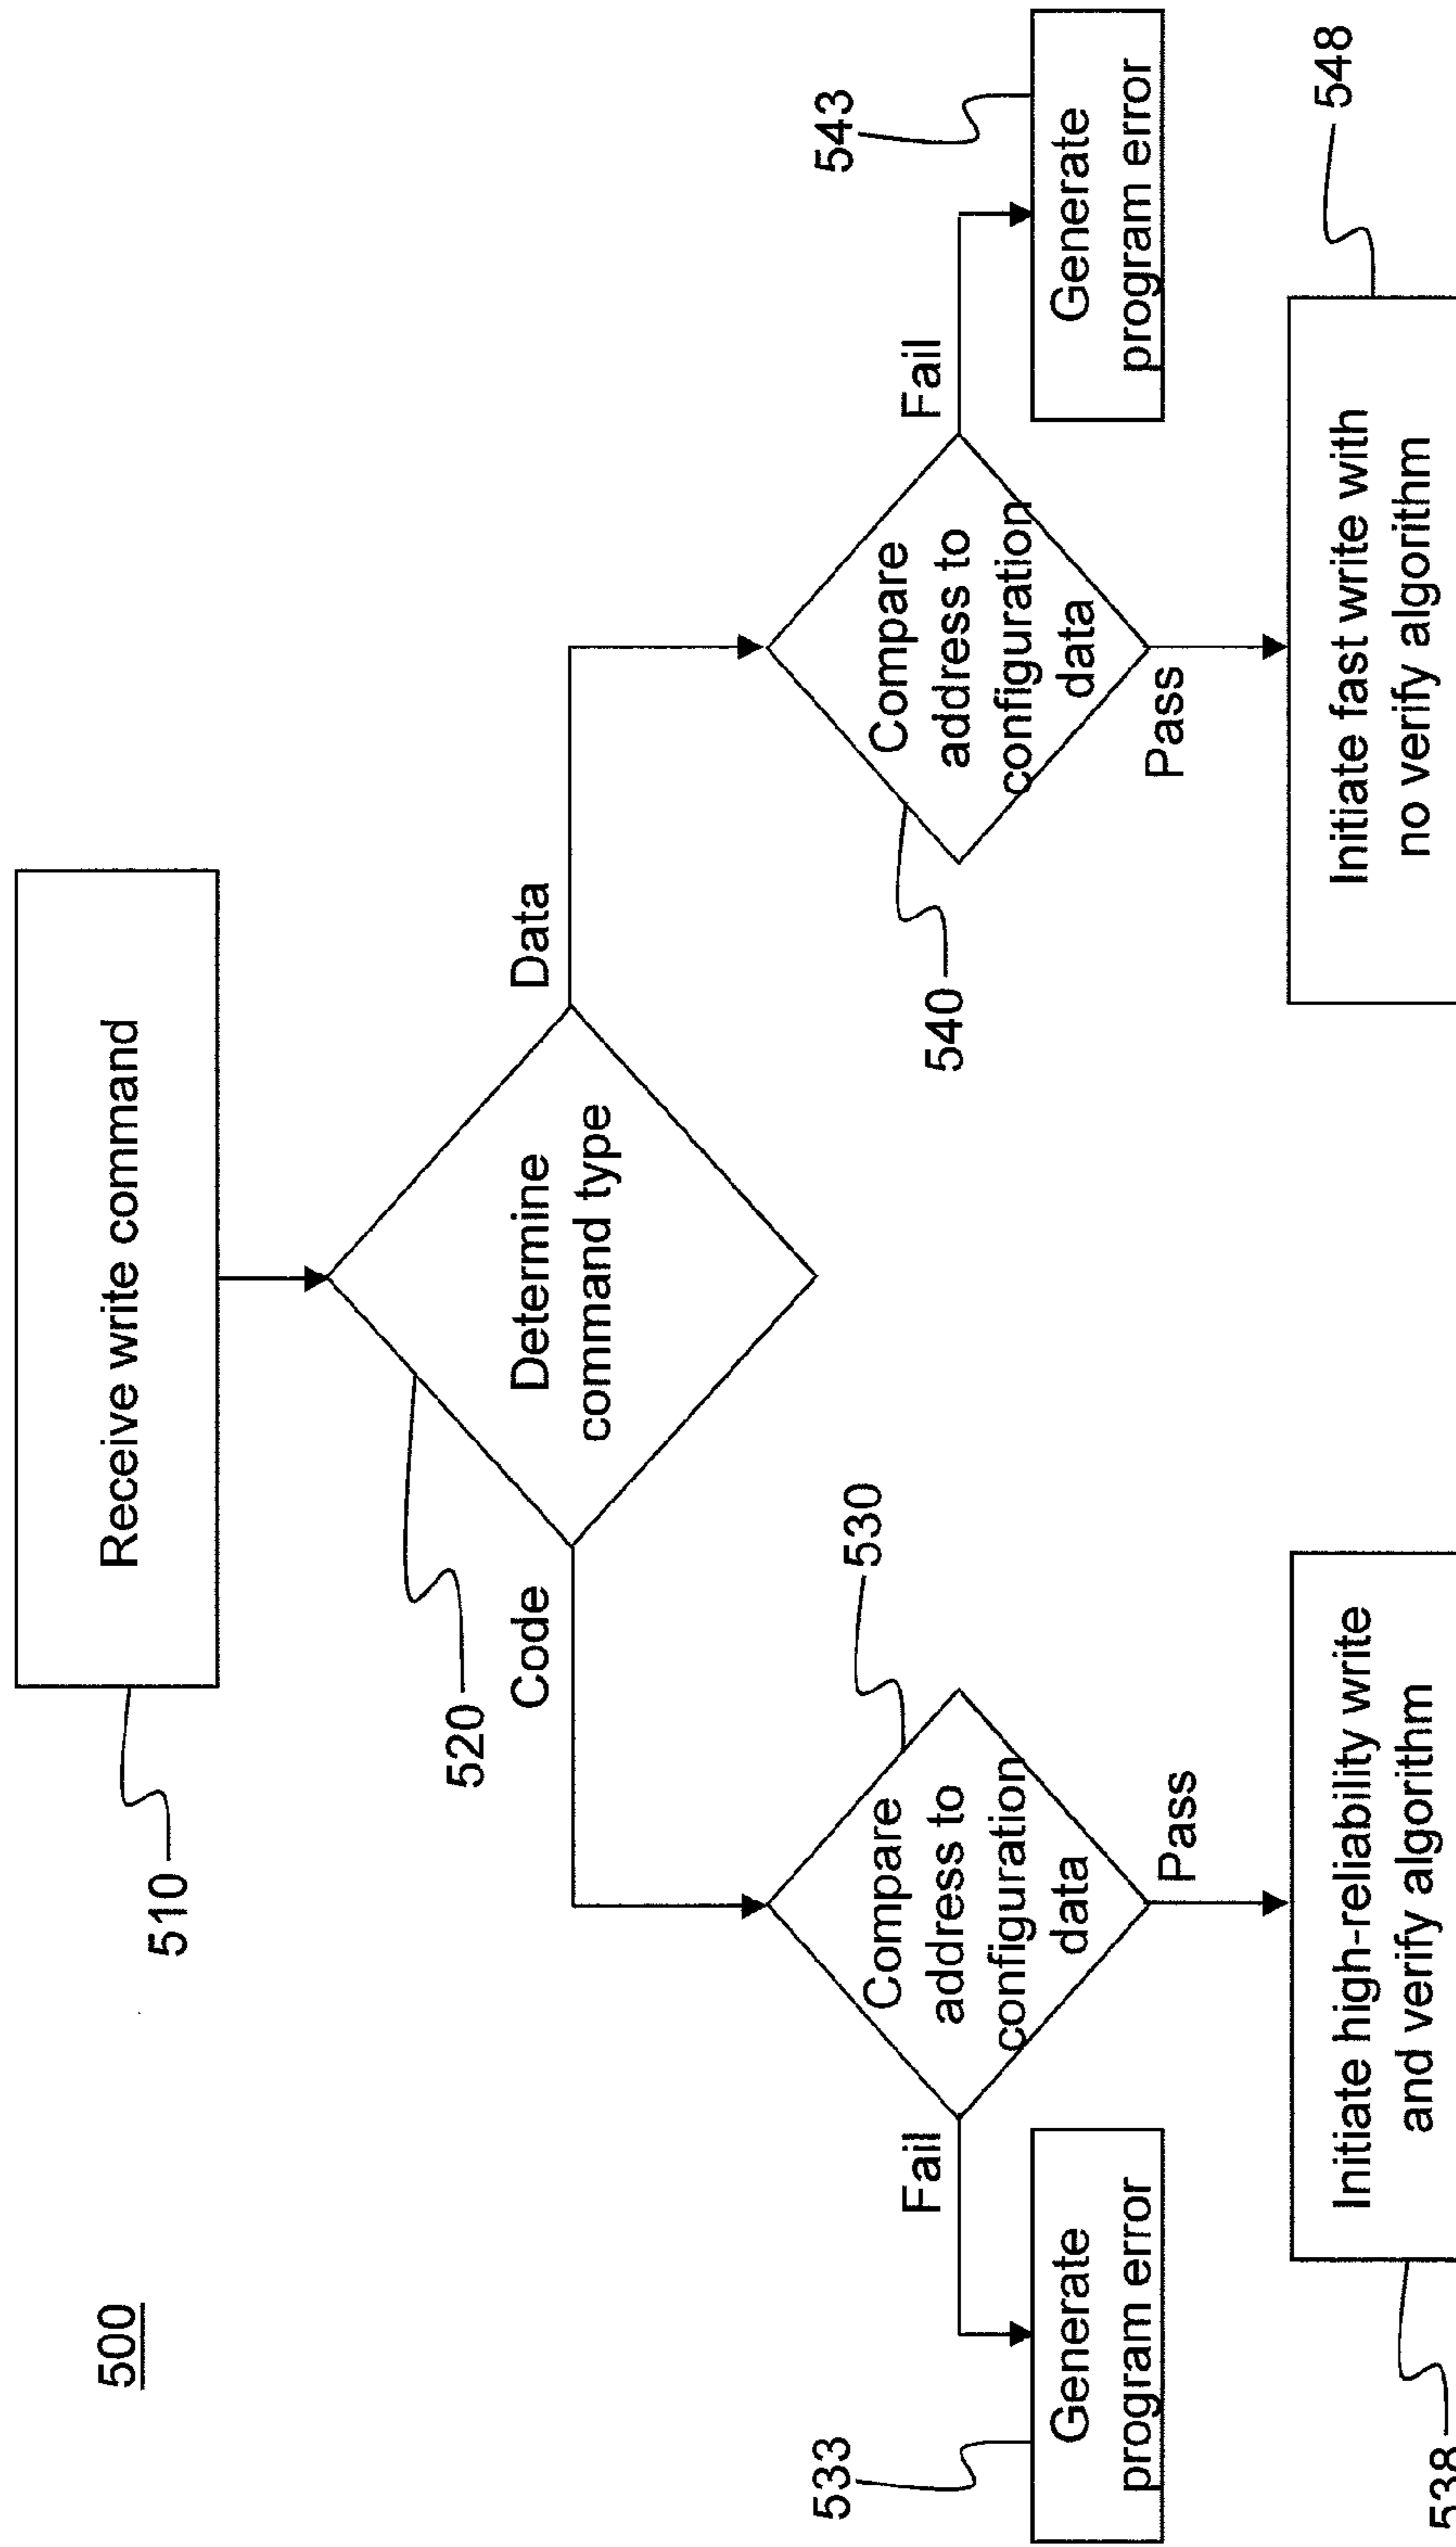 500
510
Receive write command
520
Determine
command type
Code
Data
530
Compare
address to
configuration
data
540
Compare
address to
configuration
data
Fail
Fail
533
Generate
program error
543
Generate
program error
Pass
Pass
538
Initiate high-reliability write
and verify algorithm
548
Initiate fast write with
no verify algorithm